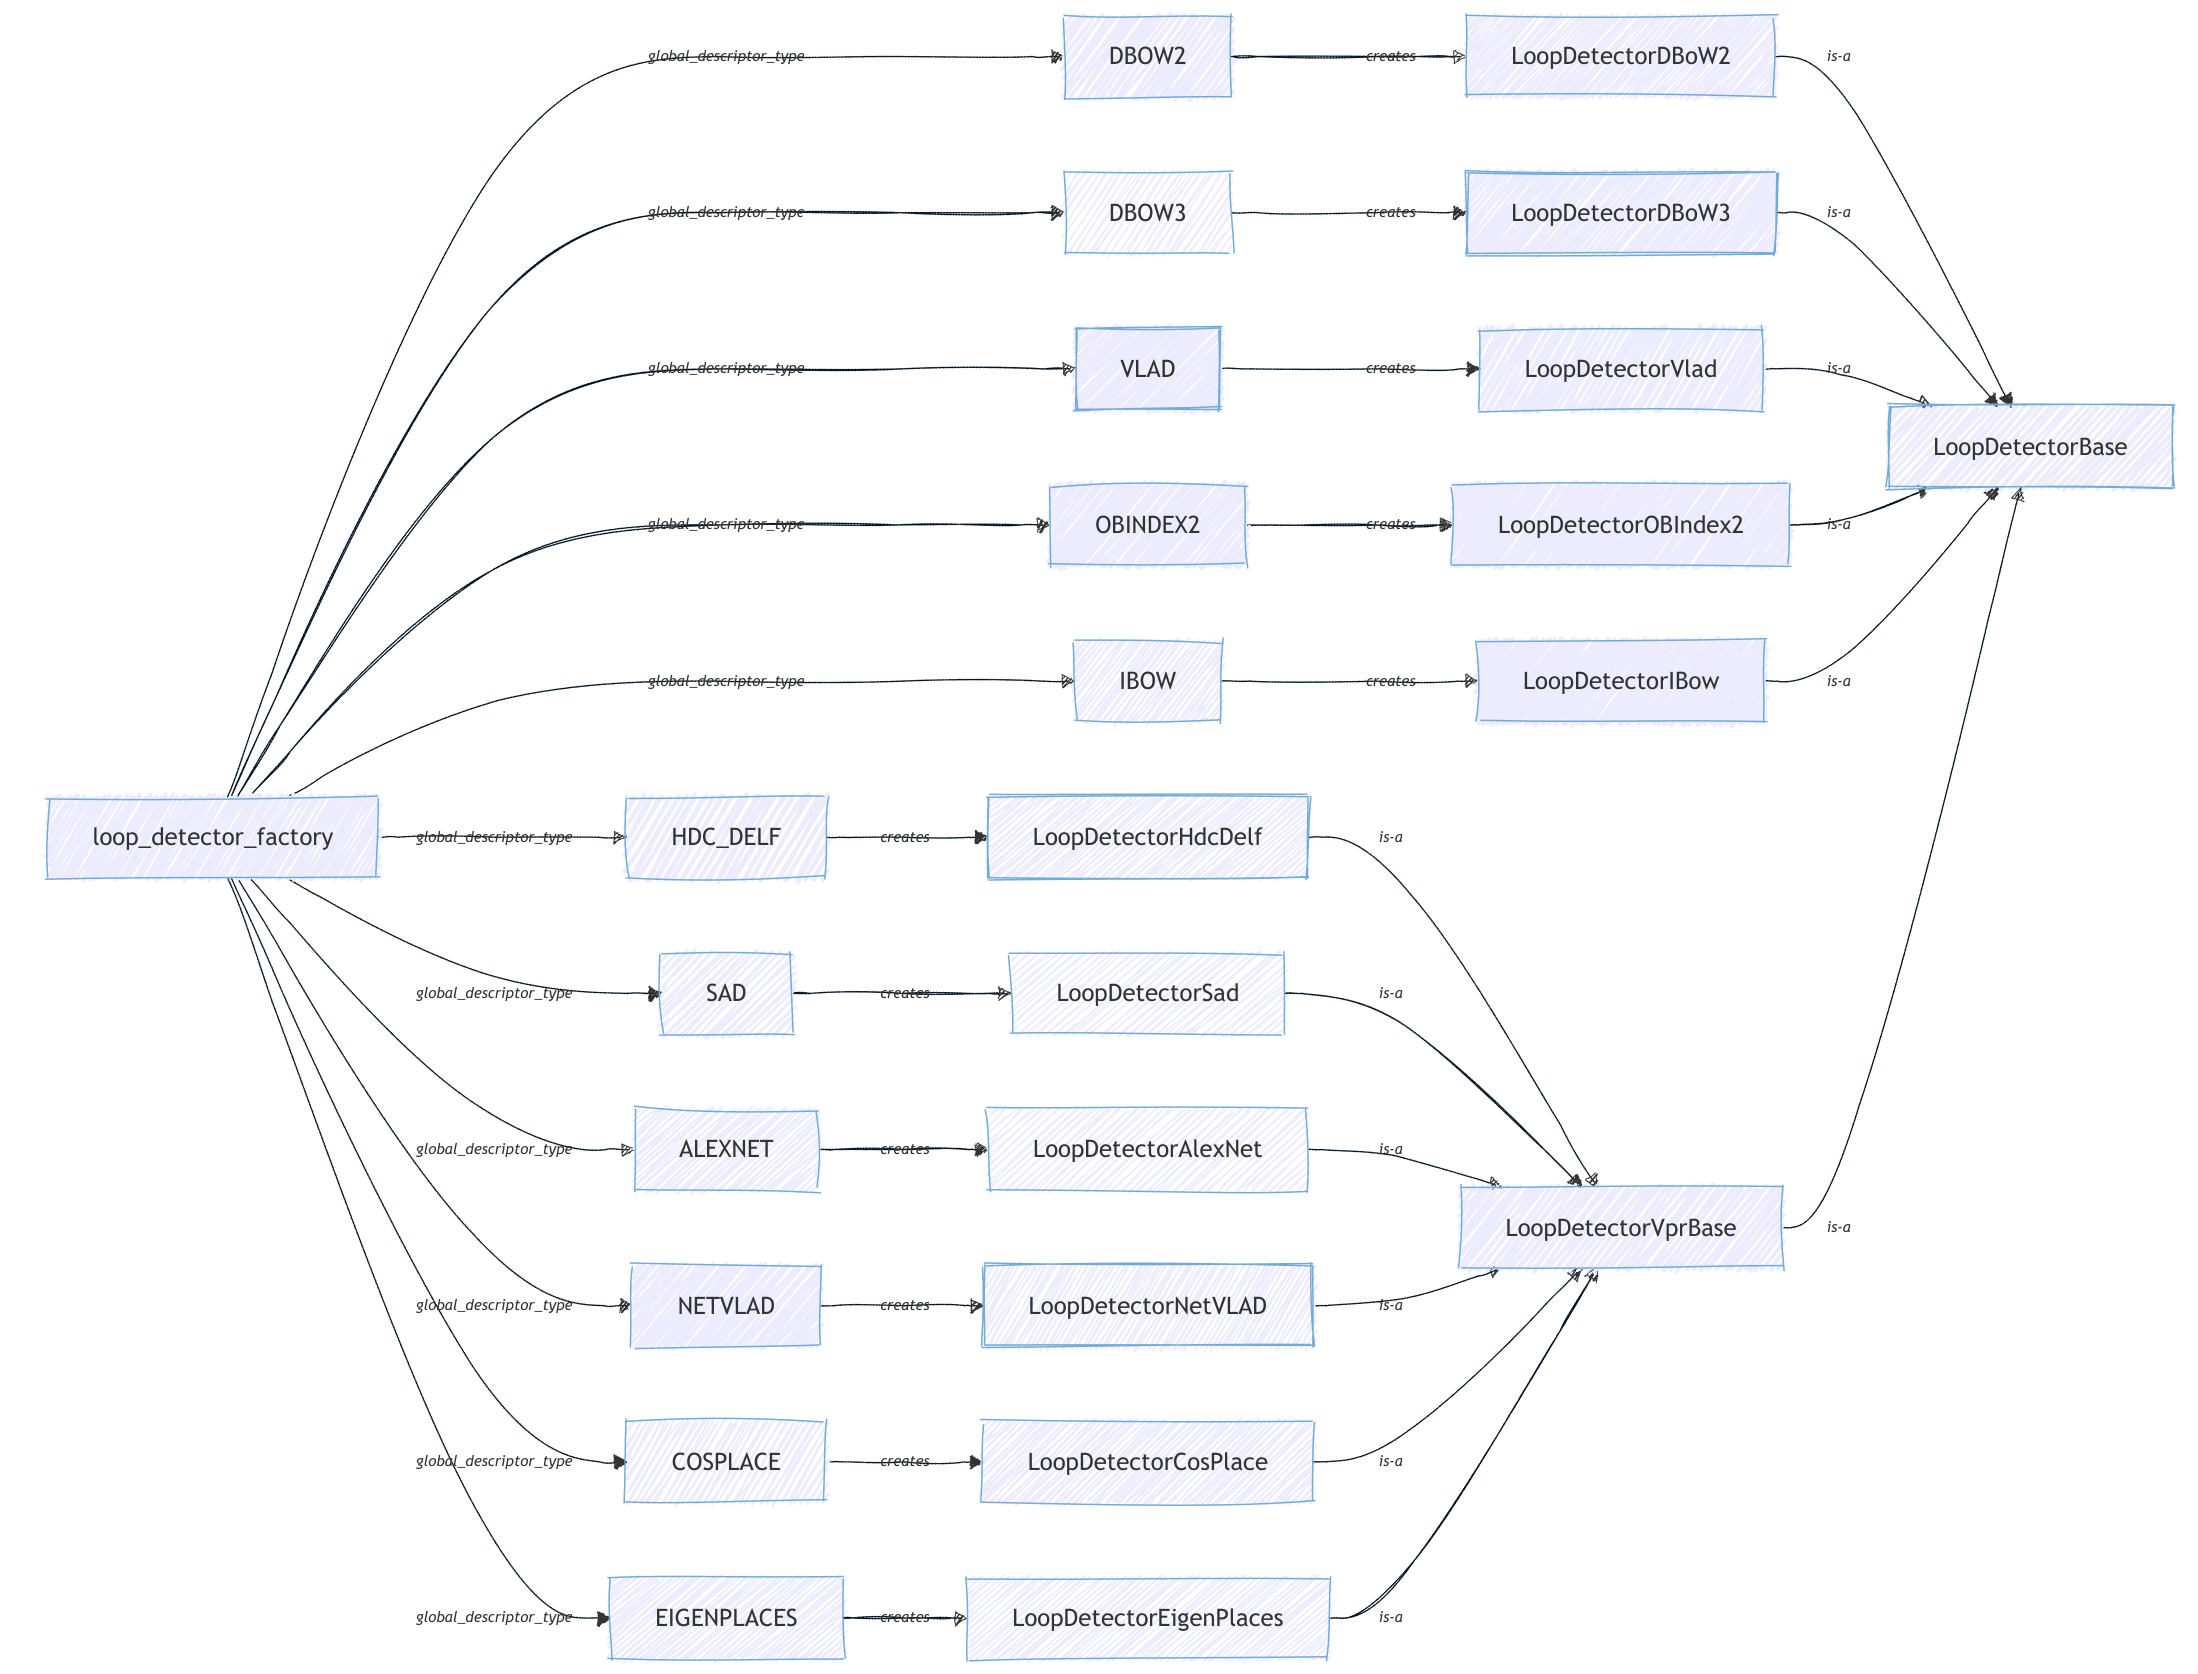 global_descriptor_type DBOW2 creates LoopDetectorDBoW2 is-a
global_descriptor_type DBOW3 creates LoopDetectorDBoW3 is-a
global_descriptor_type VLAD creates LoopDetectorVlad is-a
LoopDetectorBase
global_descriptor_type OBINDEX2 creates LoopDetectorOBIndex2 is-a
global_descriptor_type IBOW creates LoopDetectorIBow is-a
loop_detector_factory global_descriptor_type HDC_DELF creates LoopDetectorHdcDelf is-a
global_descriptor_type SAD creates LoopDetectorSad is-a
global_descriptor_type ALEXNET creates LoopDetectorAlexNet is-a
LoopDetectorVprBase is-a
global_descriptor_type NETVLAD creates LoopDetectorNetVLAD is-a
global_descriptor_type COSPLACE creates LoopDetectorCosPlace is-a
global_descriptor_type EIGENPLACES creates LoopDetectorEigenPlaces is-a